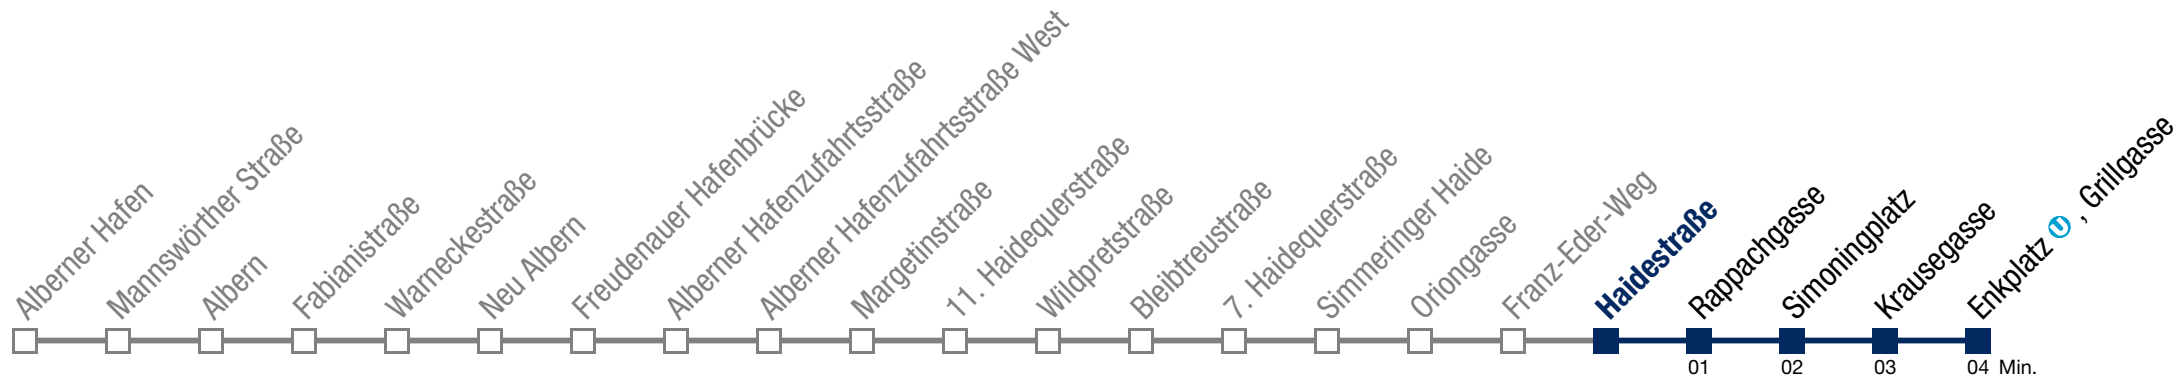 Alberner Hafen
Mannswörther Straße
Albern
Fabianistraße
Warneckestraße
Neu Albern
Freudenauer Hafenbrücke
Alberner Hafenzufahrtsstraße
Alberner Hafenzufahrtsstraße West
Margetinstraße
11. Haidequerstraße
Wildpretstraße
Bleibtreustraße
7. Haidequerstraße
Simmeringer Haide
Oriongasse
Franz-Eder-Weg
Haidestraße
Rappachgasse
Simoningplatz
Krausegasse
Enkplatz U , Grillgasse
01 02 03 04 Min.